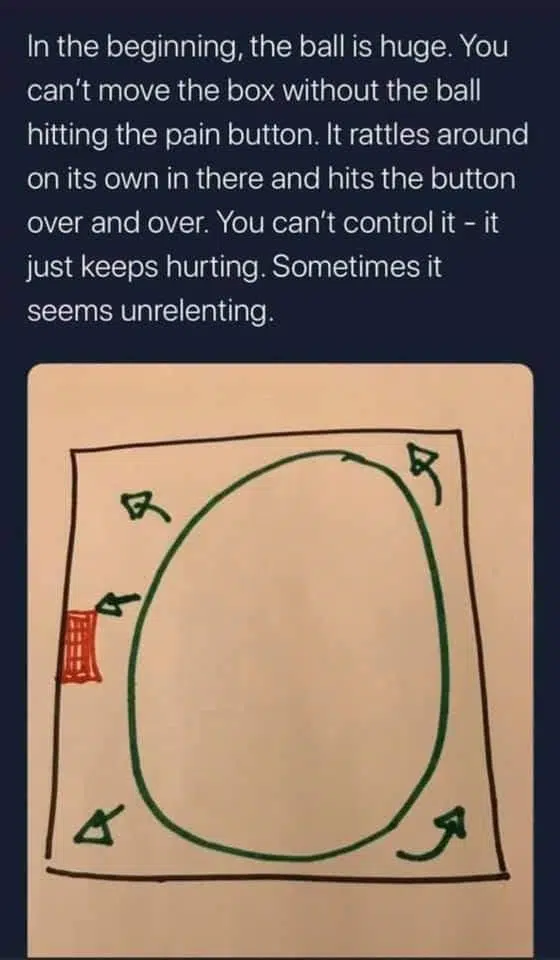 In the beginning, the ball is huge. You
can't move the box without the ball
hitting the pain button. It rattles around
on its own in there and hits the button
over and over. You can't control it - it
just keeps hurting. Sometimes it
seems unrelenting.